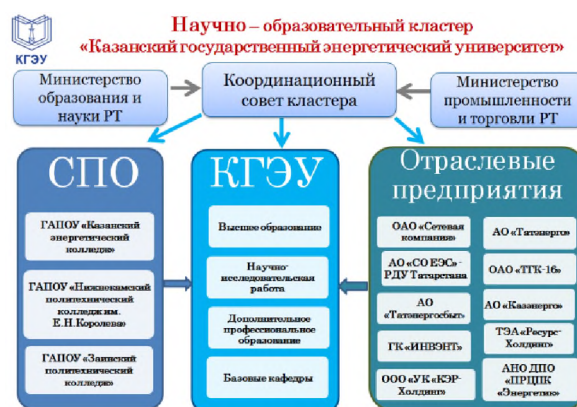 Научно – образовательный кластер
«Казанский государственный энергетический университет»
КГЭУ
Министерство
образования и
науки РТ
Координационный
совет кластера
Министерство
промышленности
и торговли РТ
СПО
ГАПОУ «Казанский
энергетический
колледж»
ГАПОУ «Нижнекамский
политехнический
колледж им.
Е.Н.Королева»
ГАПОУ «Заинский
политехнический
колледж»
КГЭУ
Высшее образование
Научно-
исследовательская
работа
Дополнительное
профессиональное
образование
Базовые кафедры
Отраслевые
предприятия
ОАО «Сетевая
компания»
АО «СО ЕЭС» -
РДУ Татарстана
АО
«Татэнергосбыт»
ГК «ИНВЭНТ»
ООО «УК «КЭР-
Холдинг»
АО «Татэнерго»
ОАО «ТГК-16»
АО «Казэнерго»
ТЭА «Ресурс-
Холдинг»
АНО ДПО
«ПРЦПК
«Энергетик»